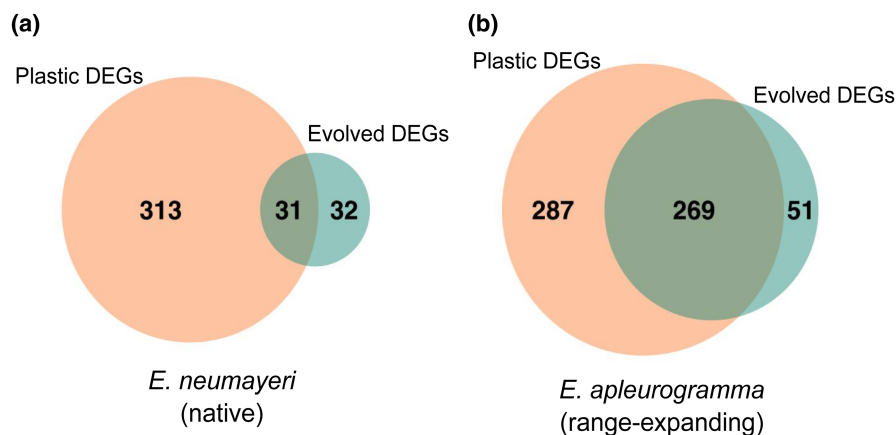 (a)
Plastic DEGs
Evolved DEGs
313
31
32
E. neumayeri
(native)
(b)
Plastic DEGs
Evolved DEGs
287
269
51
E. apleurogramma
(range-expanding)